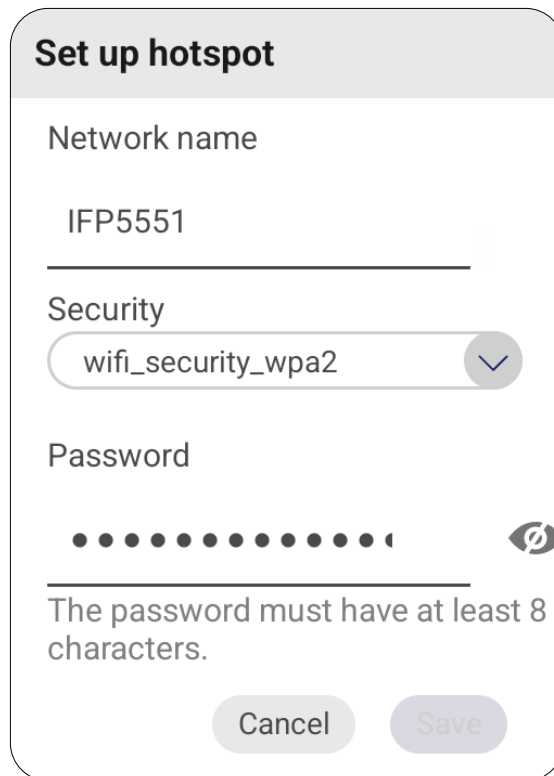 Set up hotspot
Network name
IFP5551
Security
wifi_security_wpa2
Password
The password must have at least 8
characters.
Cancel
Save